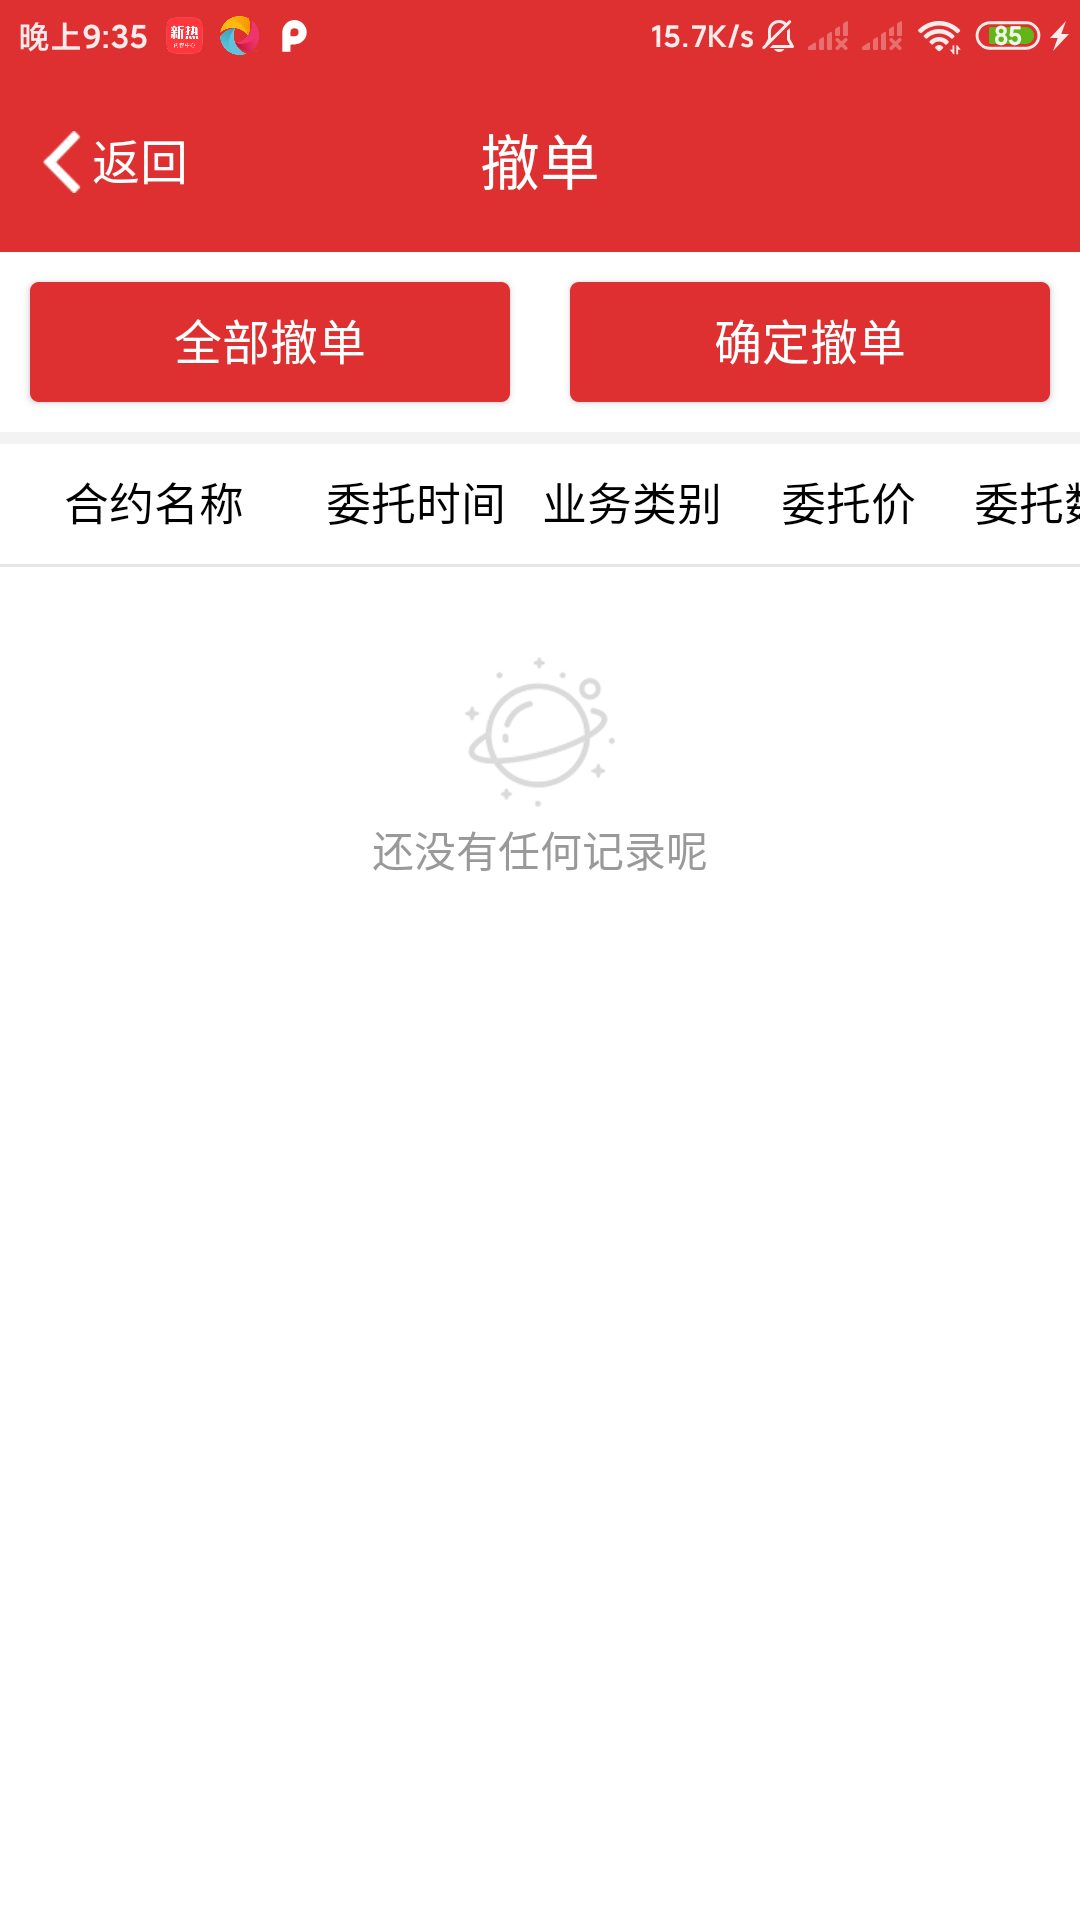 晚上9:35 新热 15.7K/s 85
返回 撤单
全部撤单 确定撤单
合约名称 委托时间 业务类别 委托价 委托数
还没有任何记录呢